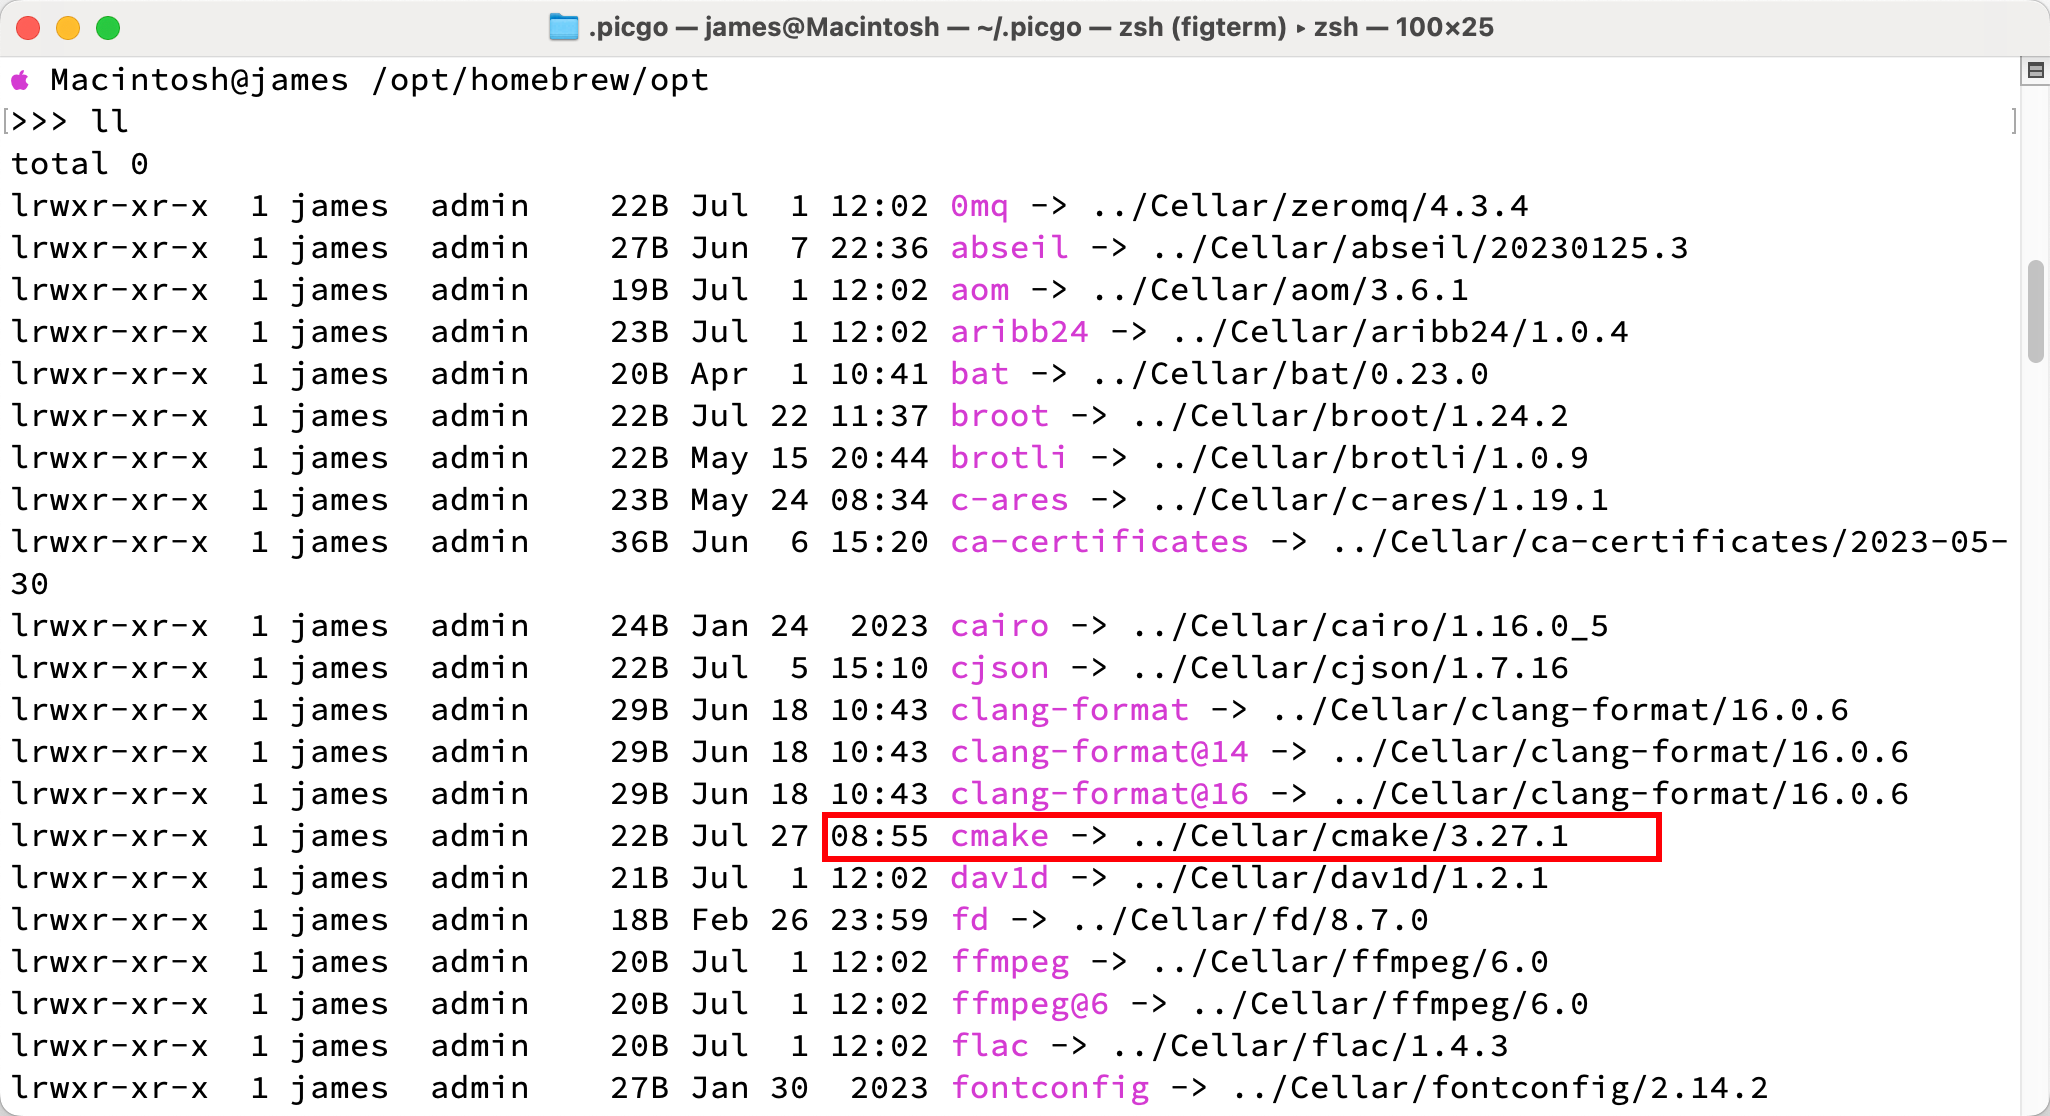 .picgo — james@Macintosh — ~/.picgo — zsh (figterm) ▸ zsh — 100×25
Macintosh@james /opt/homebrew/opt
[>>> ll ]
total 0
lrwxr-xr-x  1 james  admin    22B Jul  1 12:02 0mq -> ../Cellar/zeromq/4.3.4
lrwxr-xr-x  1 james  admin    27B Jun  7 22:36 abseil -> ../Cellar/abseil/20230125.3
lrwxr-xr-x  1 james  admin    19B Jul  1 12:02 aom -> ../Cellar/aom/3.6.1
lrwxr-xr-x  1 james  admin    23B Jul  1 12:02 aribb24 -> ../Cellar/aribb24/1.0.4
lrwxr-xr-x  1 james  admin    20B Apr  1 10:41 bat -> ../Cellar/bat/0.23.0
lrwxr-xr-x  1 james  admin    22B Jul 22 11:37 broot -> ../Cellar/broot/1.24.2
lrwxr-xr-x  1 james  admin    22B May 15 20:44 brotli -> ../Cellar/brotli/1.0.9
lrwxr-xr-x  1 james  admin    23B May 24 08:34 c-ares -> ../Cellar/c-ares/1.19.1
lrwxr-xr-x  1 james  admin    36B Jun  6 15:20 ca-certificates -> ../Cellar/ca-certificates/2023-05-
30
lrwxr-xr-x  1 james  admin    24B Jan 24  2023 cairo -> ../Cellar/cairo/1.16.0_5
lrwxr-xr-x  1 james  admin    22B Jul  5 15:10 cjson -> ../Cellar/cjson/1.7.16
lrwxr-xr-x  1 james  admin    29B Jun 18 10:43 clang-format -> ../Cellar/clang-format/16.0.6
lrwxr-xr-x  1 james  admin    29B Jun 18 10:43 clang-format@14 -> ../Cellar/clang-format/16.0.6
lrwxr-xr-x  1 james  admin    29B Jun 18 10:43 clang-format@16 -> ../Cellar/clang-format/16.0.6
lrwxr-xr-x  1 james  admin    22B Jul 27 08:55 cmake -> ../Cellar/cmake/3.27.1
lrwxr-xr-x  1 james  admin    21B Jul  1 12:02 dav1d -> ../Cellar/dav1d/1.2.1
lrwxr-xr-x  1 james  admin    18B Feb 26 23:59 fd -> ../Cellar/fd/8.7.0
lrwxr-xr-x  1 james  admin    20B Jul  1 12:02 ffmpeg -> ../Cellar/ffmpeg/6.0
lrwxr-xr-x  1 james  admin    20B Jul  1 12:02 ffmpeg@6 -> ../Cellar/ffmpeg/6.0
lrwxr-xr-x  1 james  admin    20B Jul  1 12:02 flac -> ../Cellar/flac/1.4.3
lrwxr-xr-x  1 james  admin    27B Jan 30  2023 fontconfig -> ../Cellar/fontconfig/2.14.2